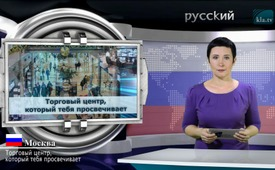 русский
kla.tv
Торговый центр,
который тебя просвечивает
Москва
Торговый центр,
который тебя просвечивает